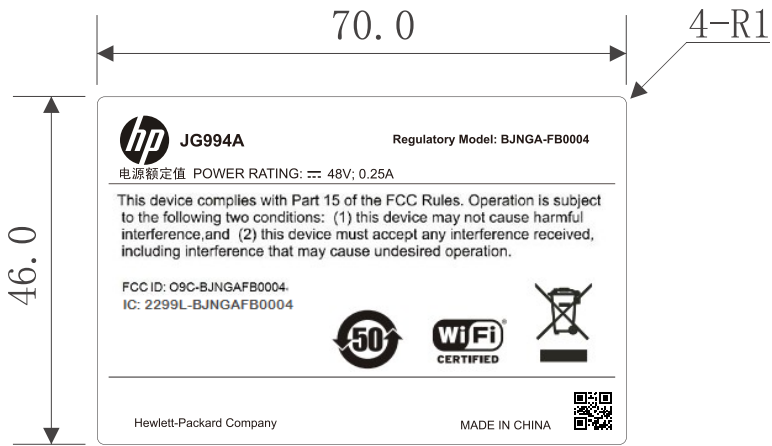 70.0
4-R1
46.0
hp JG994A Regulatory Model: BJNGA-FB0004
电源额定值 POWER RATING: ⎓ 48V; 0.25A
This device complies with Part 15 of the FCC Rules. Operation is subject
to the following two conditions: (1) this device may not cause harmful
interference,and (2) this device must accept any interference received,
including interference that may cause undesired operation.
FCC ID: O9C-BJNGAFB0004
IC: 2299L-BJNGAFB0004
50
WiFi®
CERTIFIED
Hewlett-Packard Company MADE IN CHINA